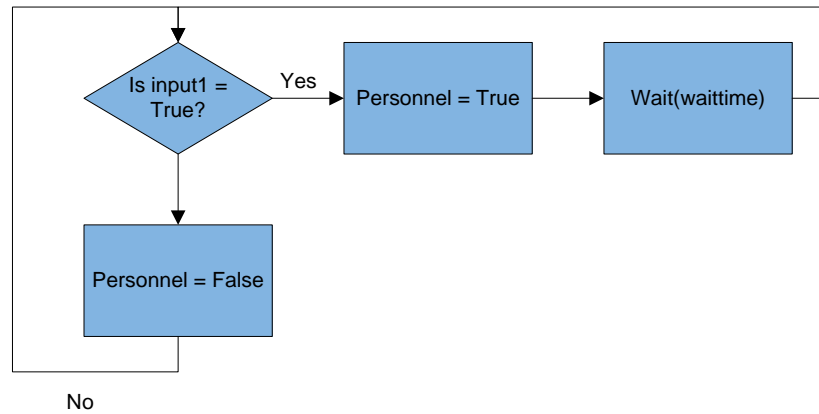 Is input1 =
True?
Yes
Personnel = True
Wait(waittime)
Personnel = False
No